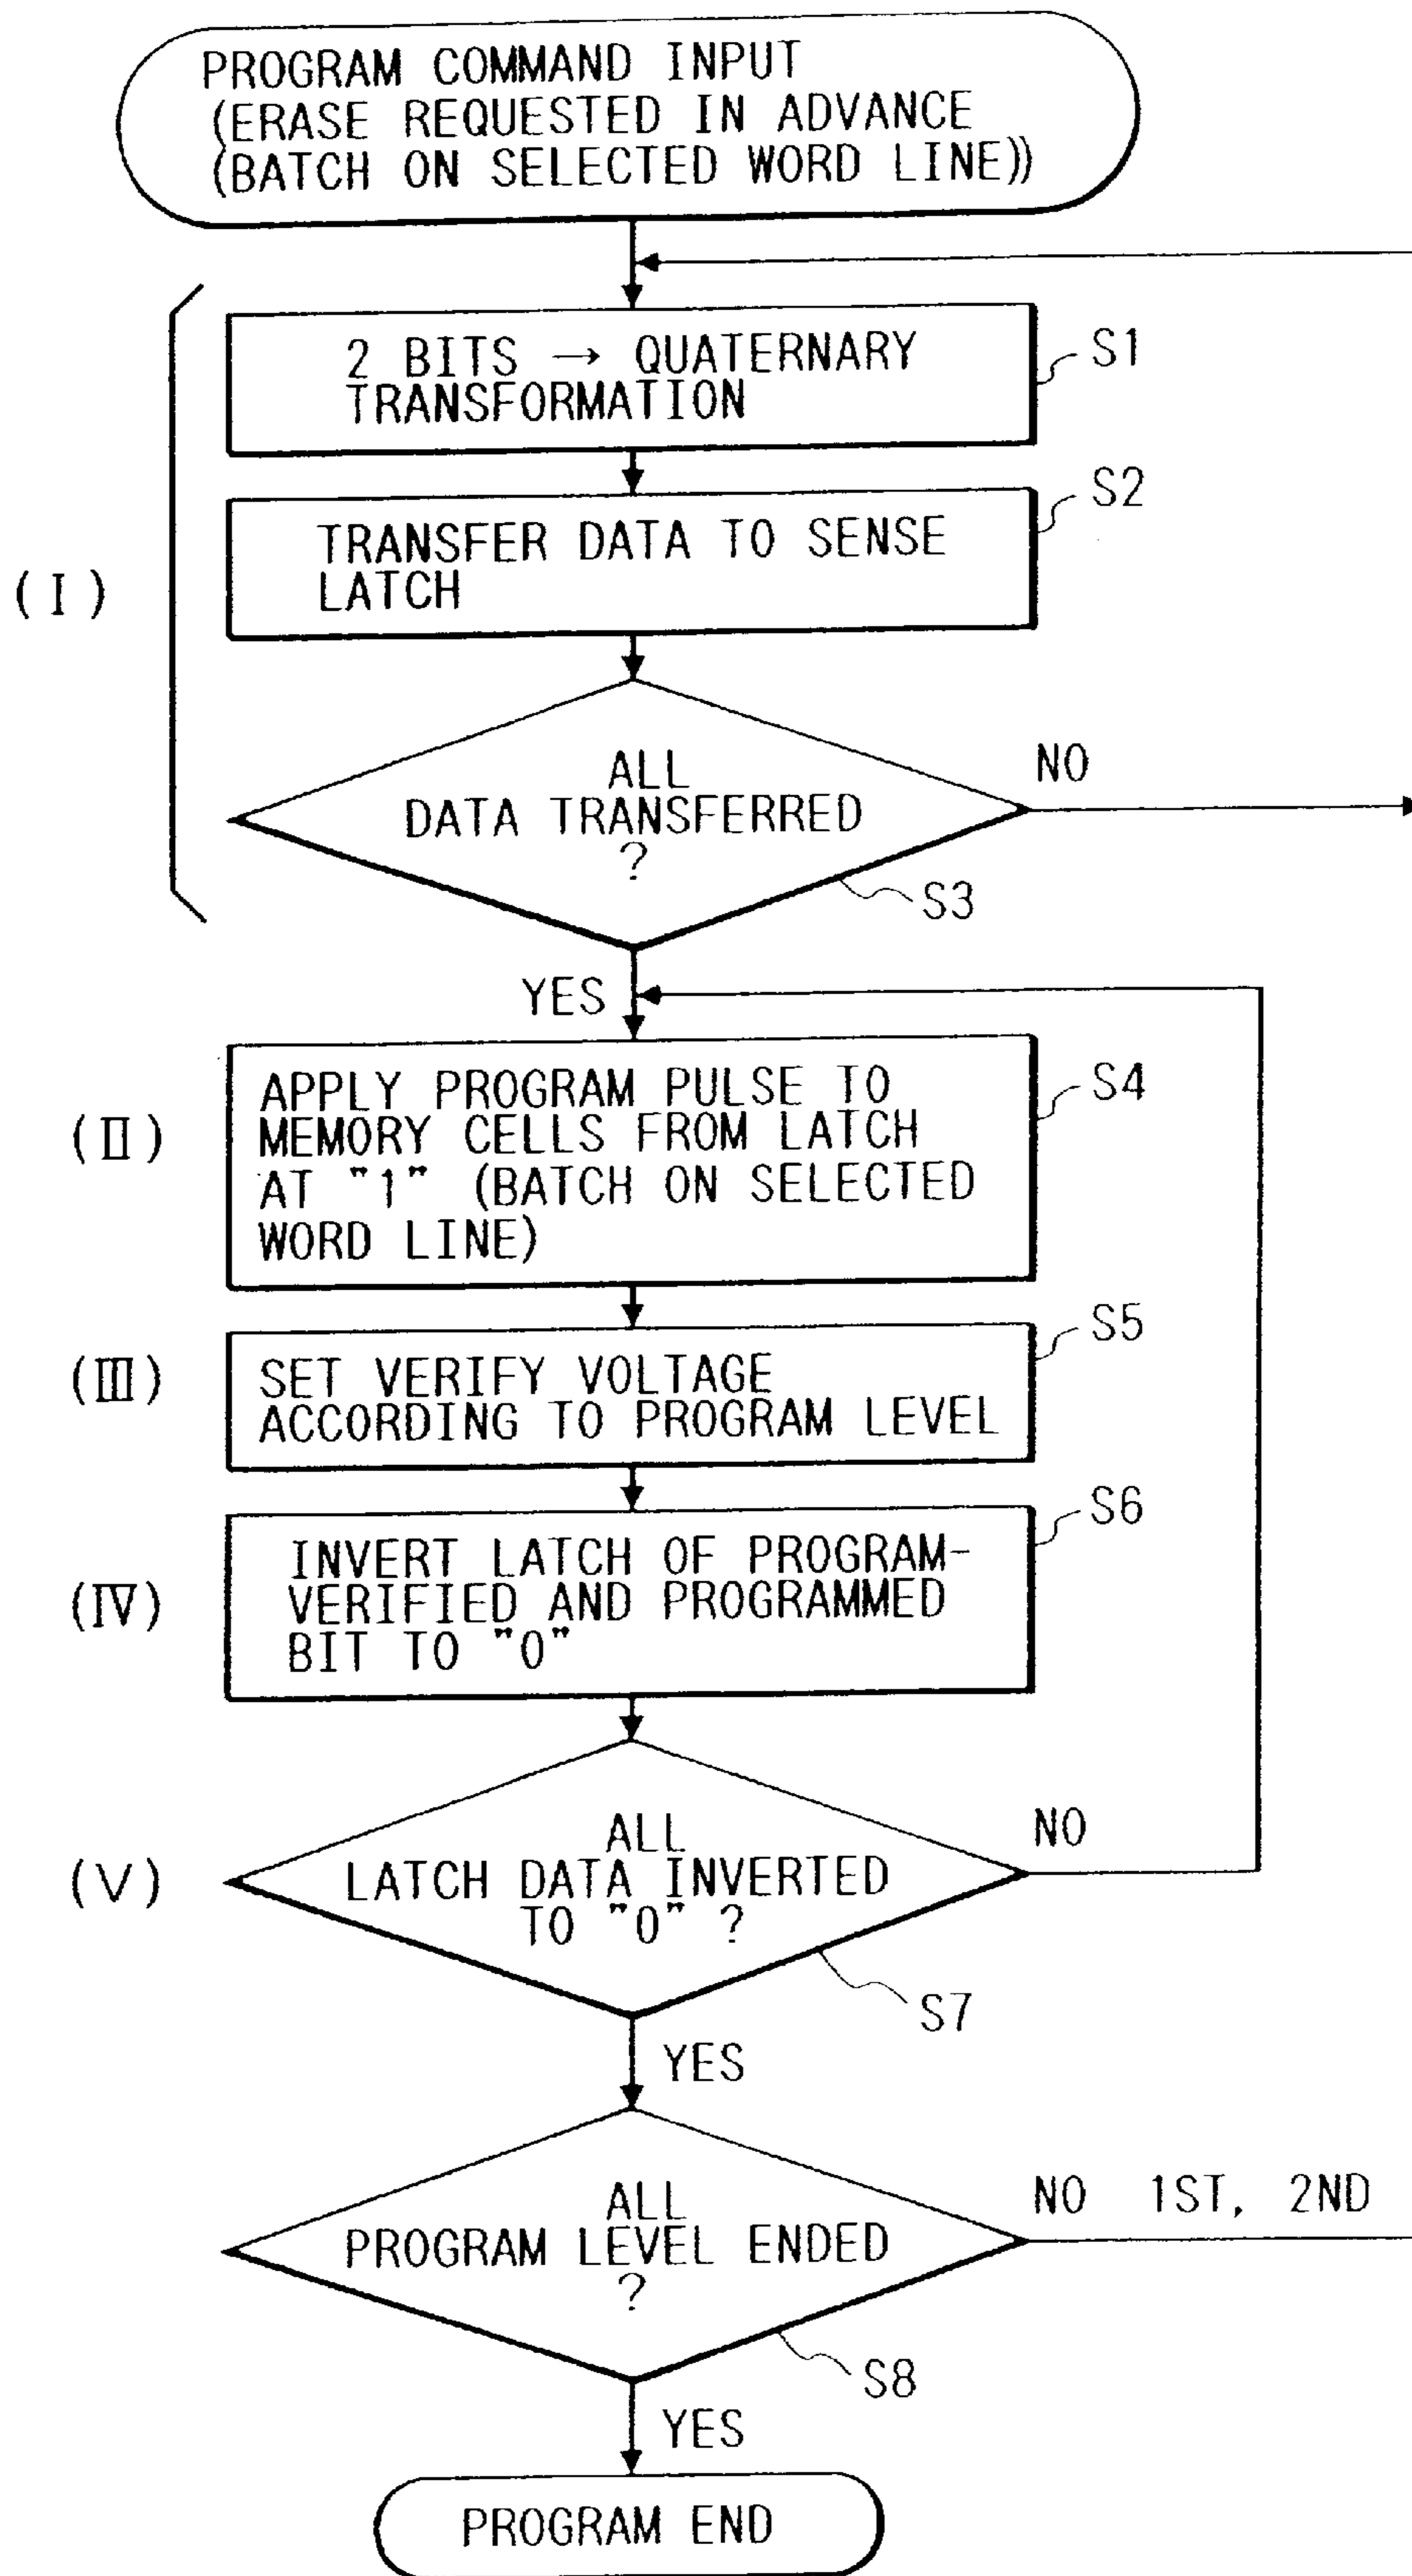 PROGRAM COMMAND INPUT
(ERASE REQUESTED IN ADVANCE
(BATCH ON SELECTED WORD LINE))
2 BITS → QUATERNARY
TRANSFORMATION
S1
TRANSFER DATA TO SENSE
LATCH
S2
(I)
ALL
DATA TRANSFERRED
?
NO
S3
YES
(II)
APPLY PROGRAM PULSE TO
MEMORY CELLS FROM LATCH
AT "1" (BATCH ON SELECTED
WORD LINE)
S4
(III)
SET VERIFY VOLTAGE
ACCORDING TO PROGRAM LEVEL
S5
(IV)
INVERT LATCH OF PROGRAM-
VERIFIED AND PROGRAMMED
BIT TO "0"
S6
(V)
ALL
LATCH DATA INVERTED
TO "0" ?
NO
S7
YES
ALL
PROGRAM LEVEL ENDED
?
NO 1ST, 2ND
S8
YES
PROGRAM END